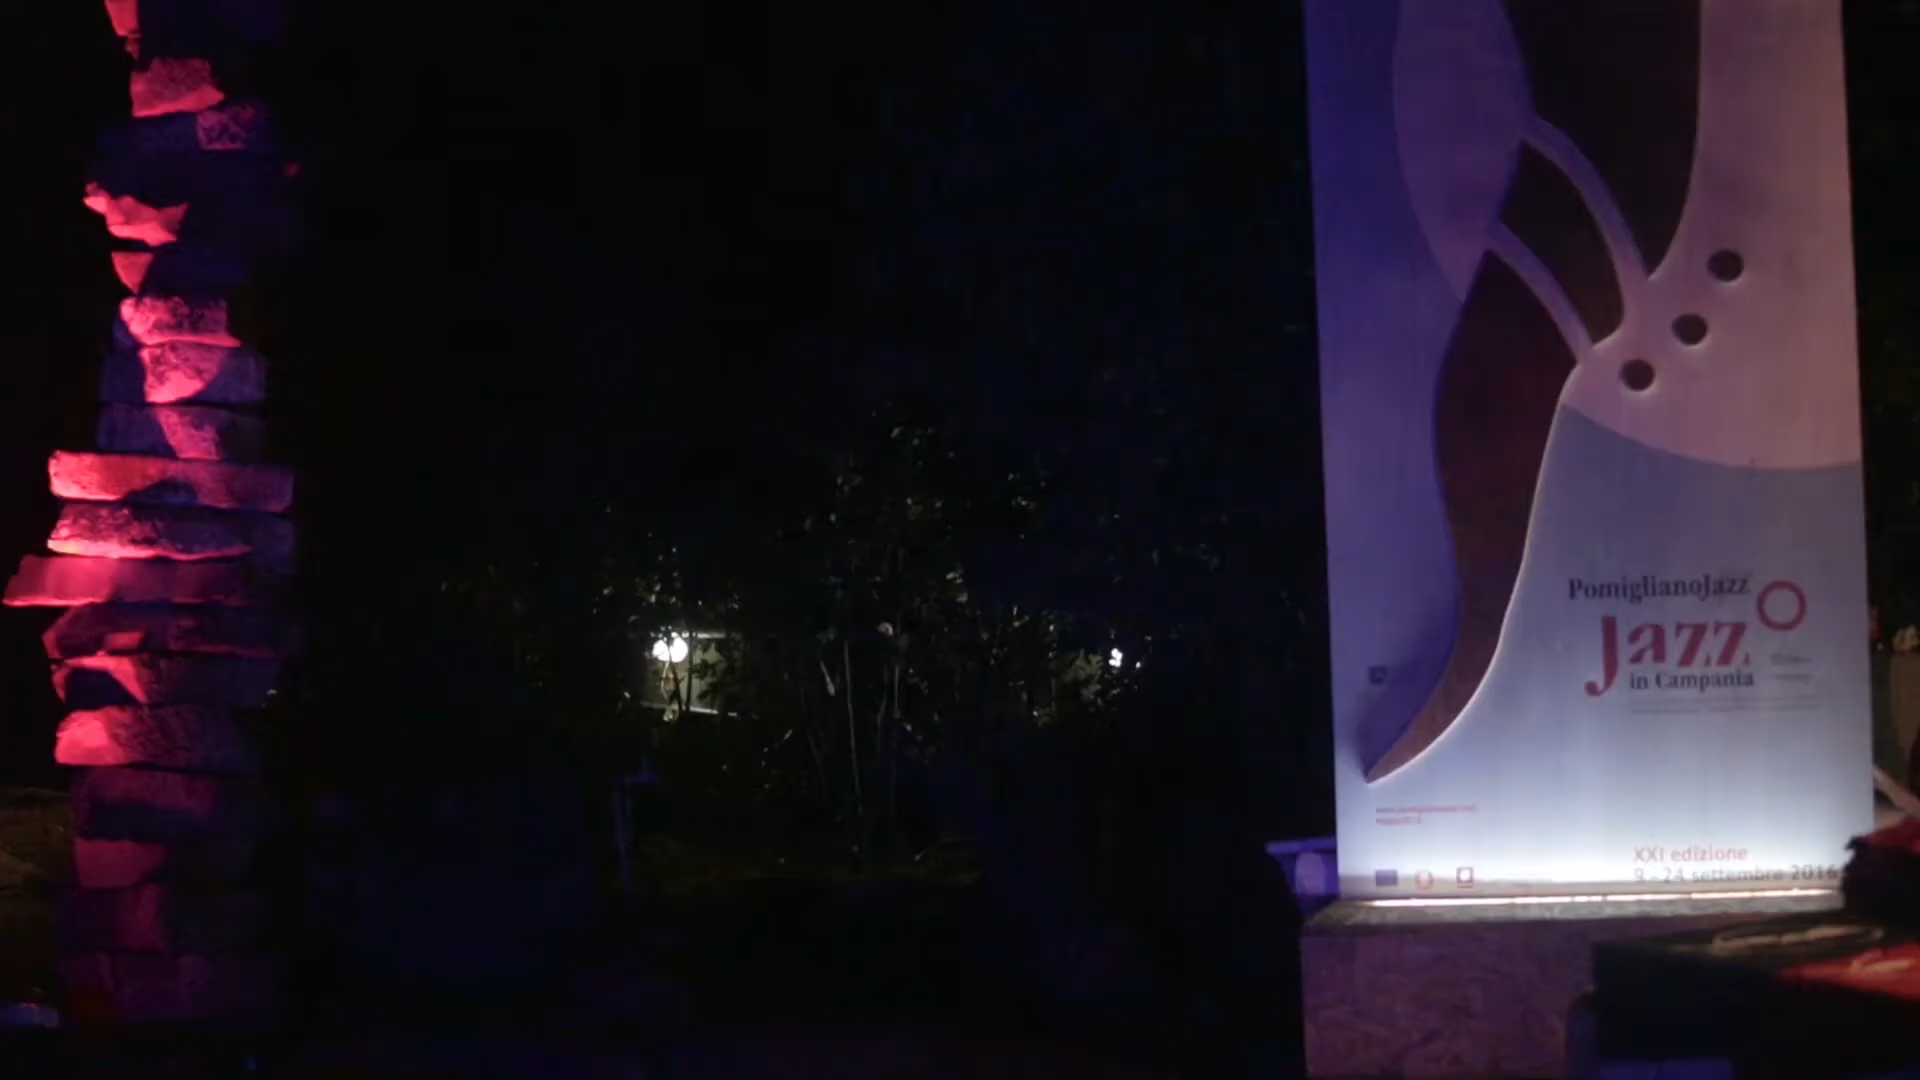 PomiglianoJazz
Jazz
in Campania
XXI edizione
9 - 24 settembre 2016